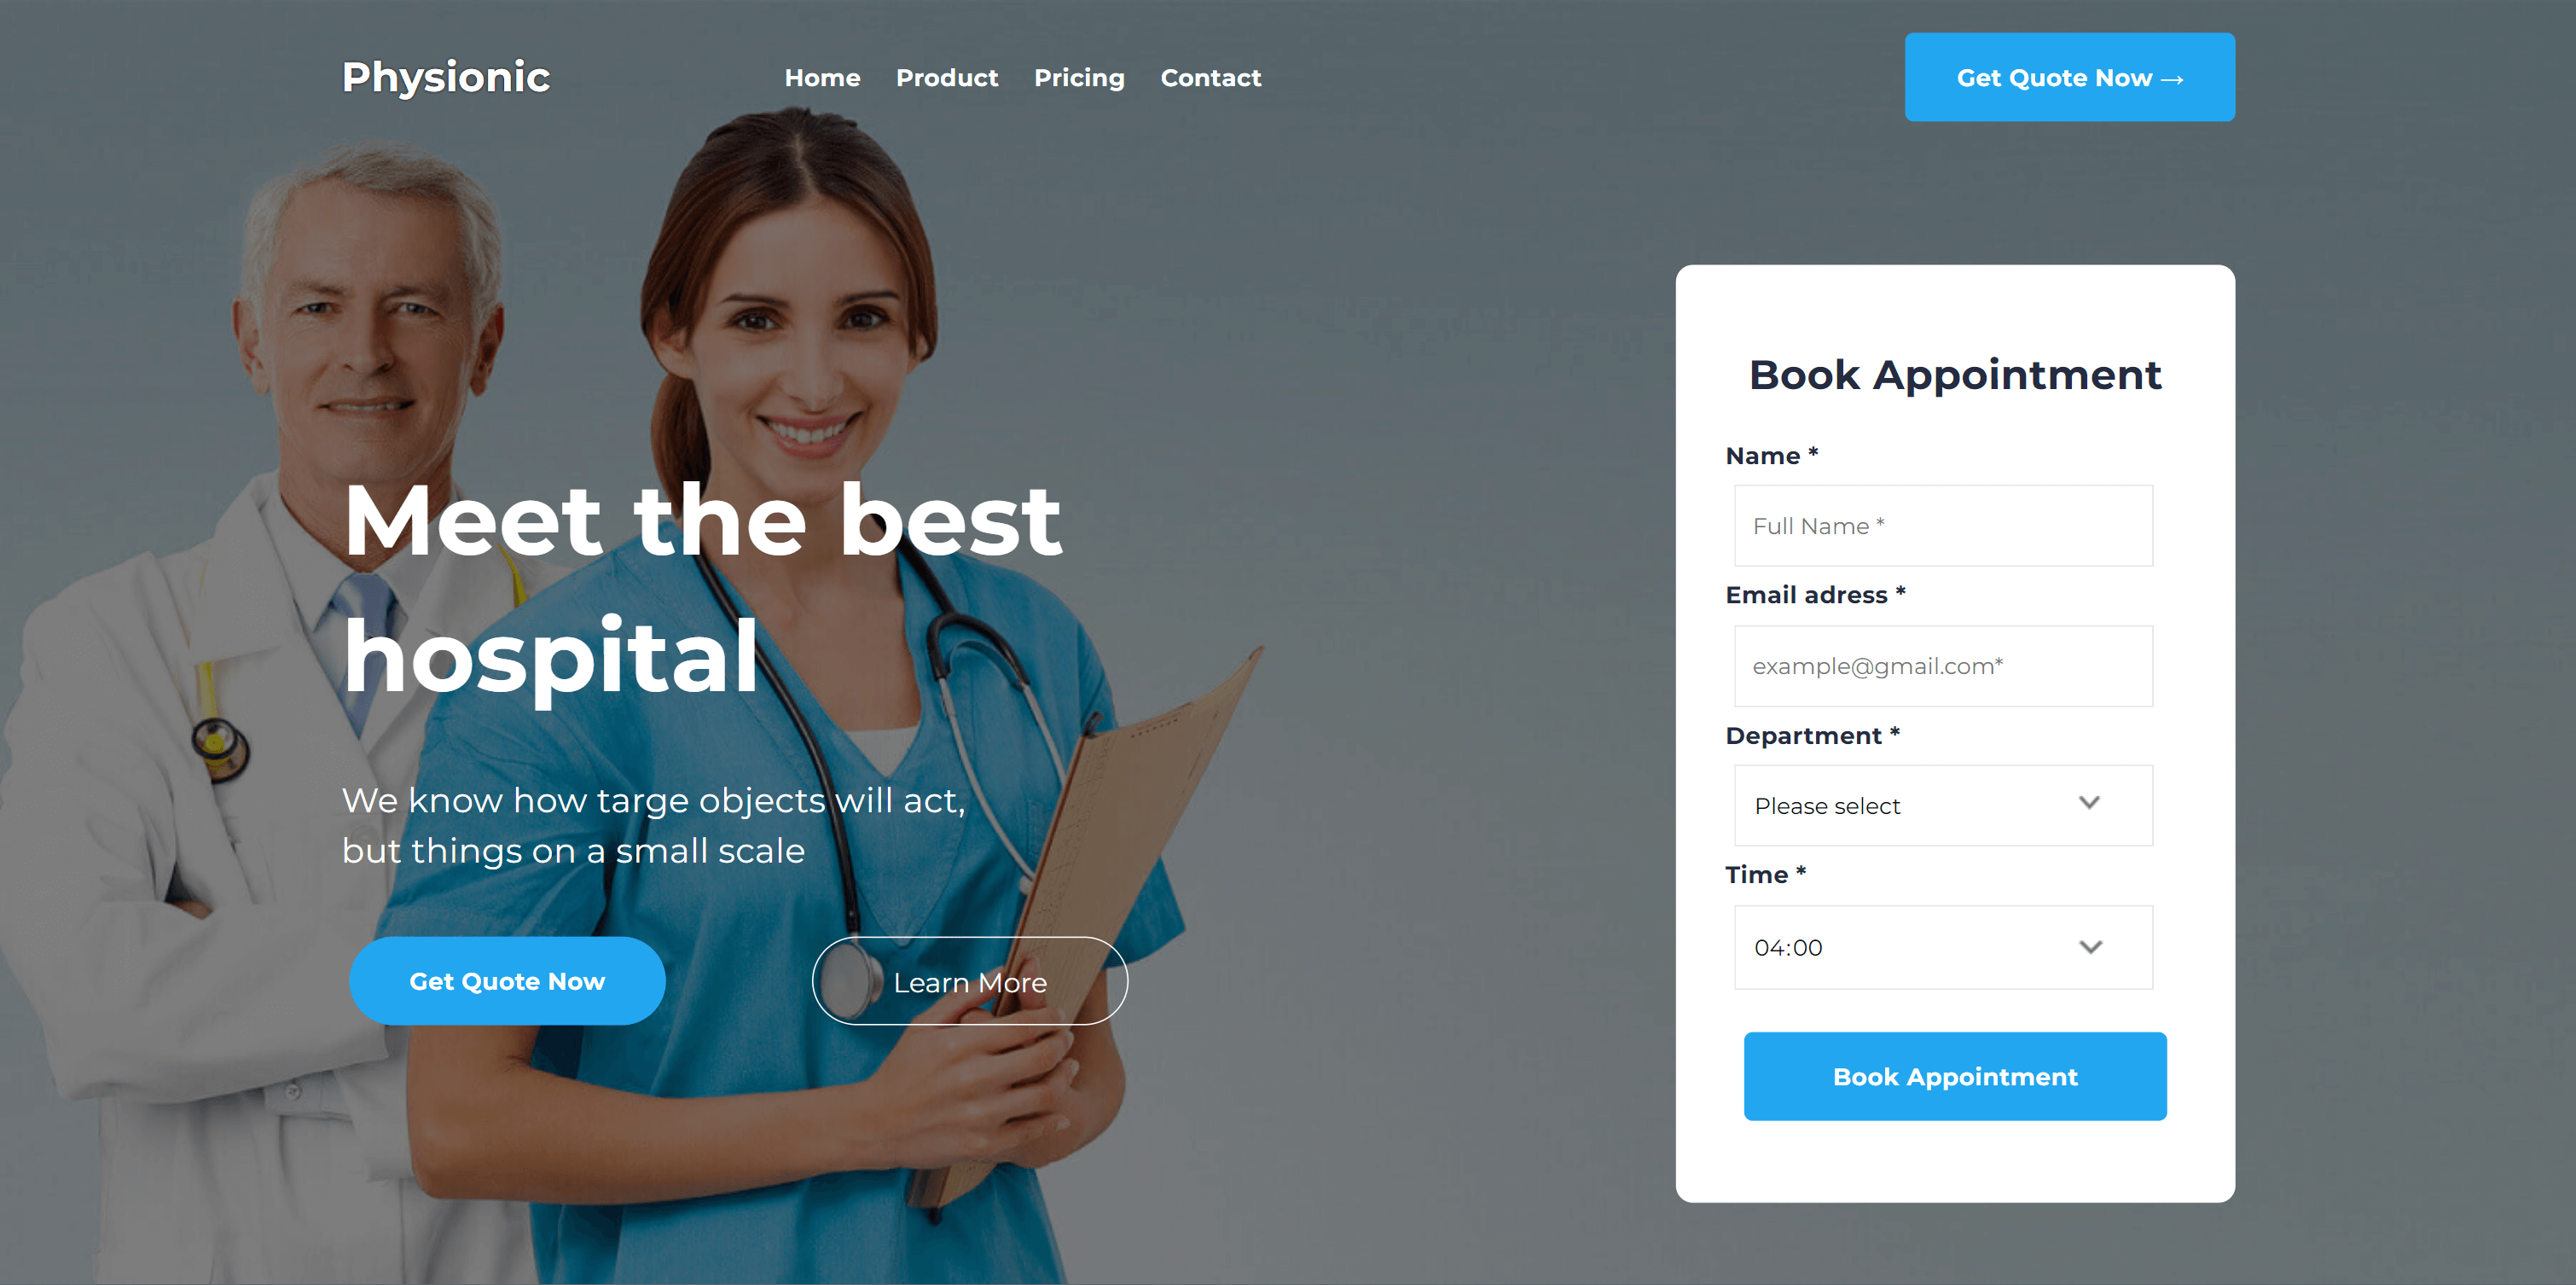 Physionic
Home Product Pricing Contact
Get Quote Now →
Meet the best
hospital
We know how targe objects will act,
but things on a small scale
Get Quote Now
Learn More
Book Appointment
Name *
Full Name *
Email adress *
example@gmail.com*
Department *
Please select
Time *
04:00
Book Appointment